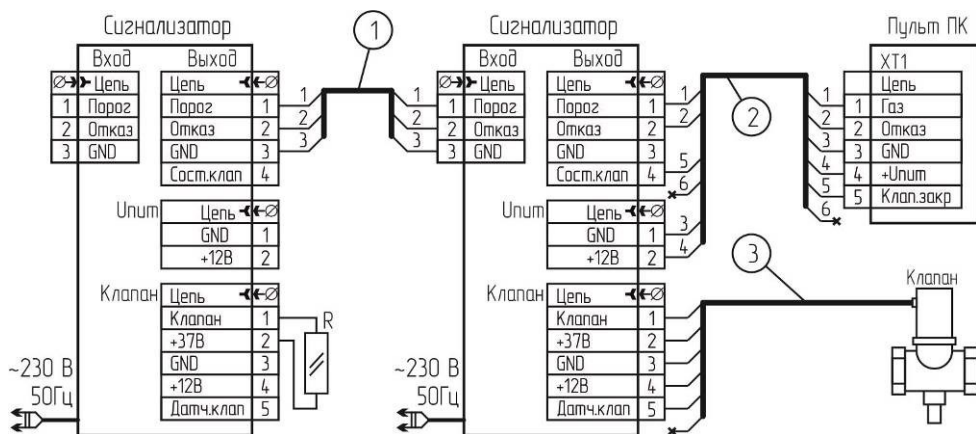 Сигнализатор
Вход
Цепь
1 Порог
2 Отказ
3 GND
Выход
Цепь
Порог 1
Отказ 2
GND 3
Сост.клап 4
Uпит
Цепь
GND 1
+12В 2
Клапан
Цепь
Клапан 1
+37В 2
GND 3
+12В 4
Датч.клап 5
R
~230 В
50Гц
1
1 1
2 2
3 3
Сигнализатор
Вход
Цепь
1 Порог
2 Отказ
3 GND
Выход
Цепь
Порог 1
Отказ 2
GND 3
Сост.клап 4
Uпит
Цепь
GND 1
+12В 2
Клапан
Цепь
Клапан 1
+37В 2
GND 3
+12В 4
Датч.клап 5
~230 В
50Гц
1
2
5
6
3
4
2
1
2
3
4
5
6
Пульт ПК
XT1
Цепь
1 Газ
2 Отказ
3 GND
4 +Uпит
5 Клап.закр
3
Клапан